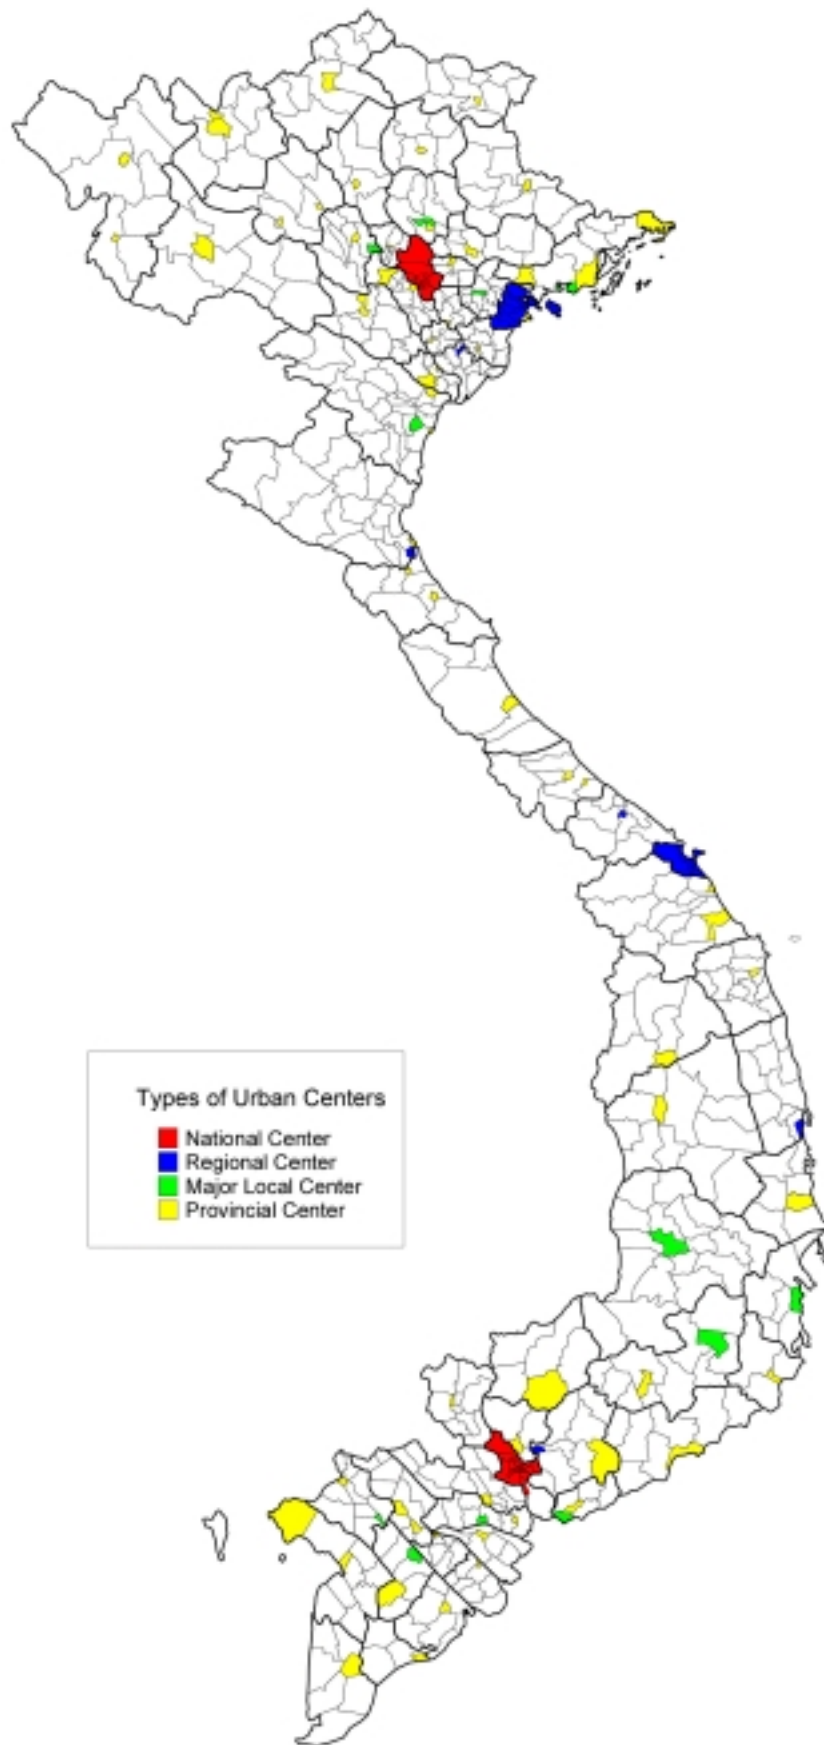 Types of Urban Centers
National Center
Regional Center
Major Local Center
Provincial Center